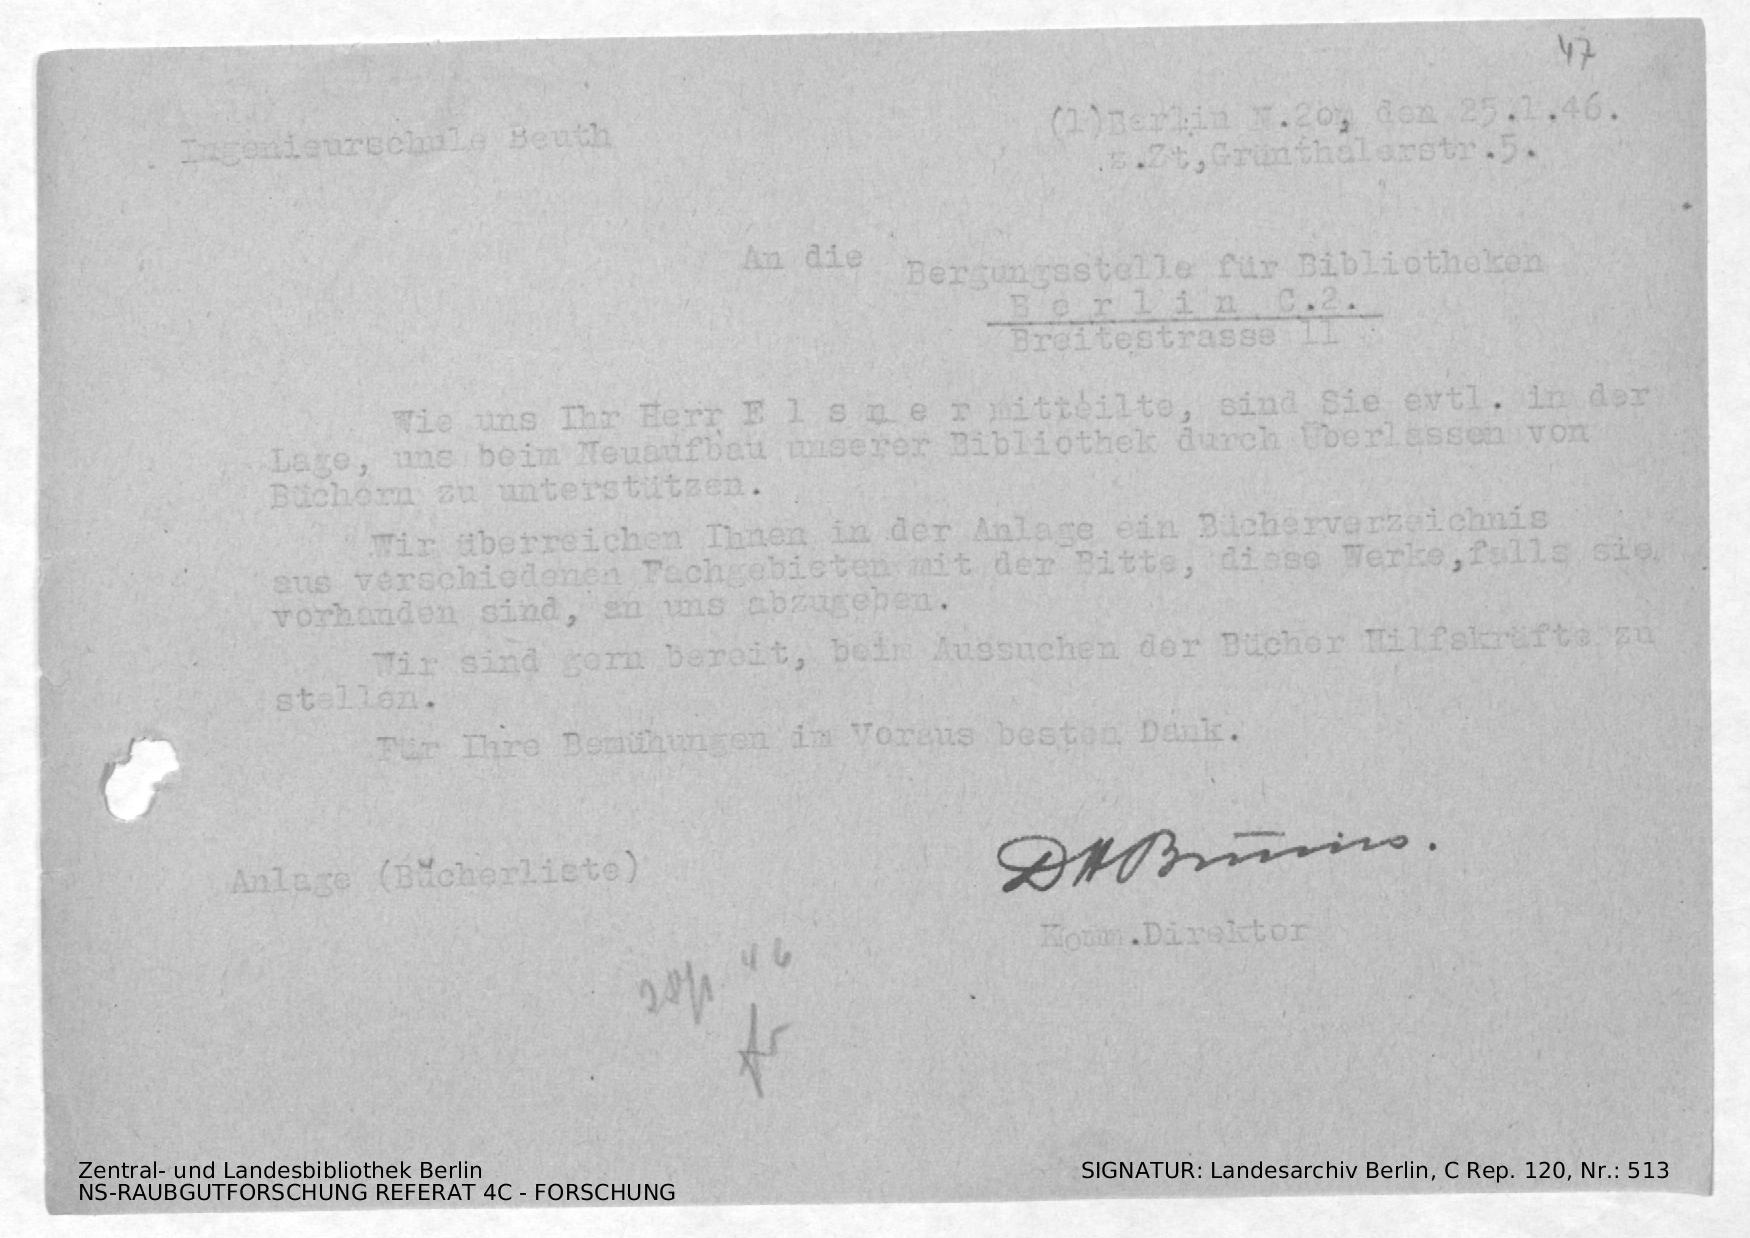 47
Ingenieurschule Beuth
(1)Berlin N.20, den 25.1.46.
z.Zt,Grünthalerstr.5.
An die Bergungsstelle für Bibliotheken
B e r l i n C.2.
Breitestrasse 11
Wie uns Ihr Herr E l s n e r mitteilte, sind Sie evtl. in der
Lage, uns beim Neuaufbau unserer Bibliothek durch Überlassen von
Büchern zu unterstützen.
Wir überreichen Ihnen in der Anlage ein Bücherverzeichnis
aus verschiedenen Fachgebieten mit der Bitte, diese Werke,falls sie
vorhanden sind, an uns abzugeben.
Wir sind gern bereit, beim Aussuchen der Bücher Hilfskräfte zu
stellen.
Für Ihre Bemühungen im Voraus besten Dank.
Anlage (Bücherliste)
Komm.Direktor
28/1 46
Zentral- und Landesbibliothek Berlin
NS-RAUBGUTFORSCHUNG REFERAT 4C - FORSCHUNG
SIGNATUR: Landesarchiv Berlin, C Rep. 120, Nr.: 513